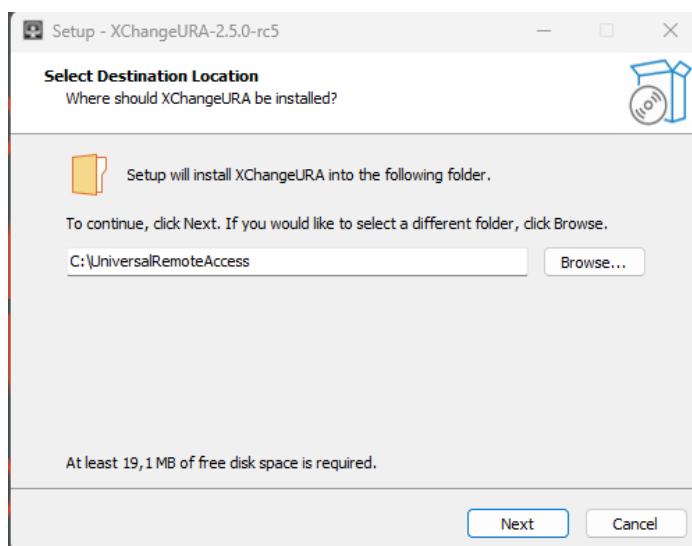 Setup - XChangeURA-2.5.0-rc5
Select Destination Location
Where should XChangeURA be installed?
Setup will install XChangeURA into the following folder.
To continue, click Next. If you would like to select a different folder, click Browse.
C:\UniversalRemoteAccess
Browse...
At least 19,1 MB of free disk space is required.
Next
Cancel